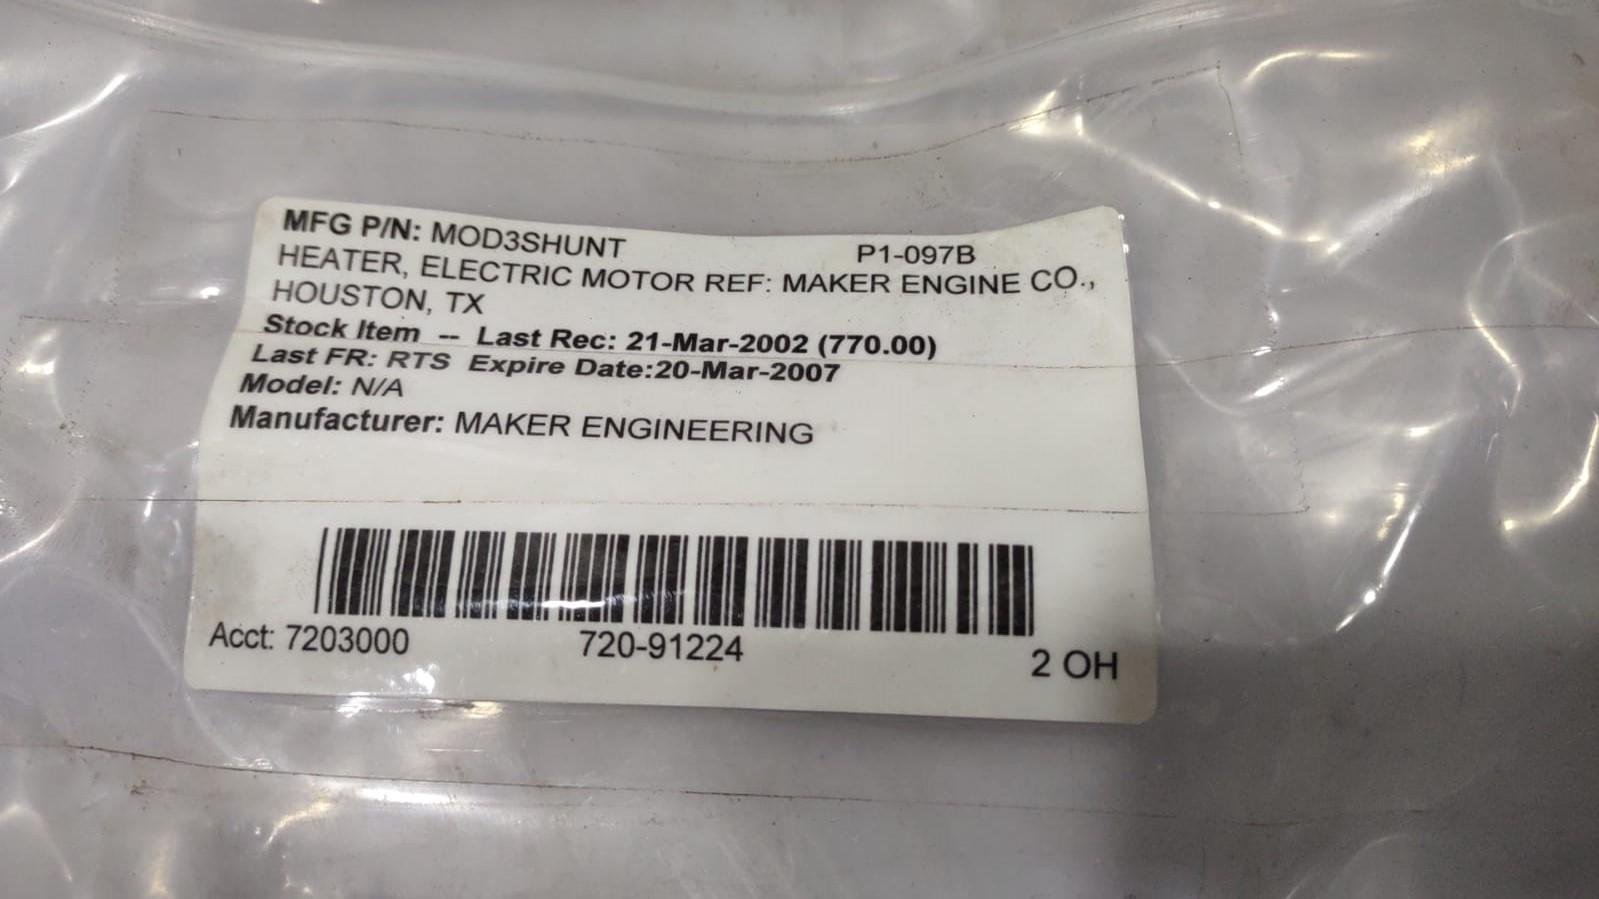 MFG P/N: MOD3SHUNT P1-097B
HEATER, ELECTRIC MOTOR REF: MAKER ENGINE CO.,
HOUSTON, TX
Stock Item -- Last Rec: 21-Mar-2002 (770.00)
Last FR: RTS Expire Date:20-Mar-2007
Model: N/A
Manufacturer: MAKER ENGINEERING
Acct: 7203000 720-91224 2 OH